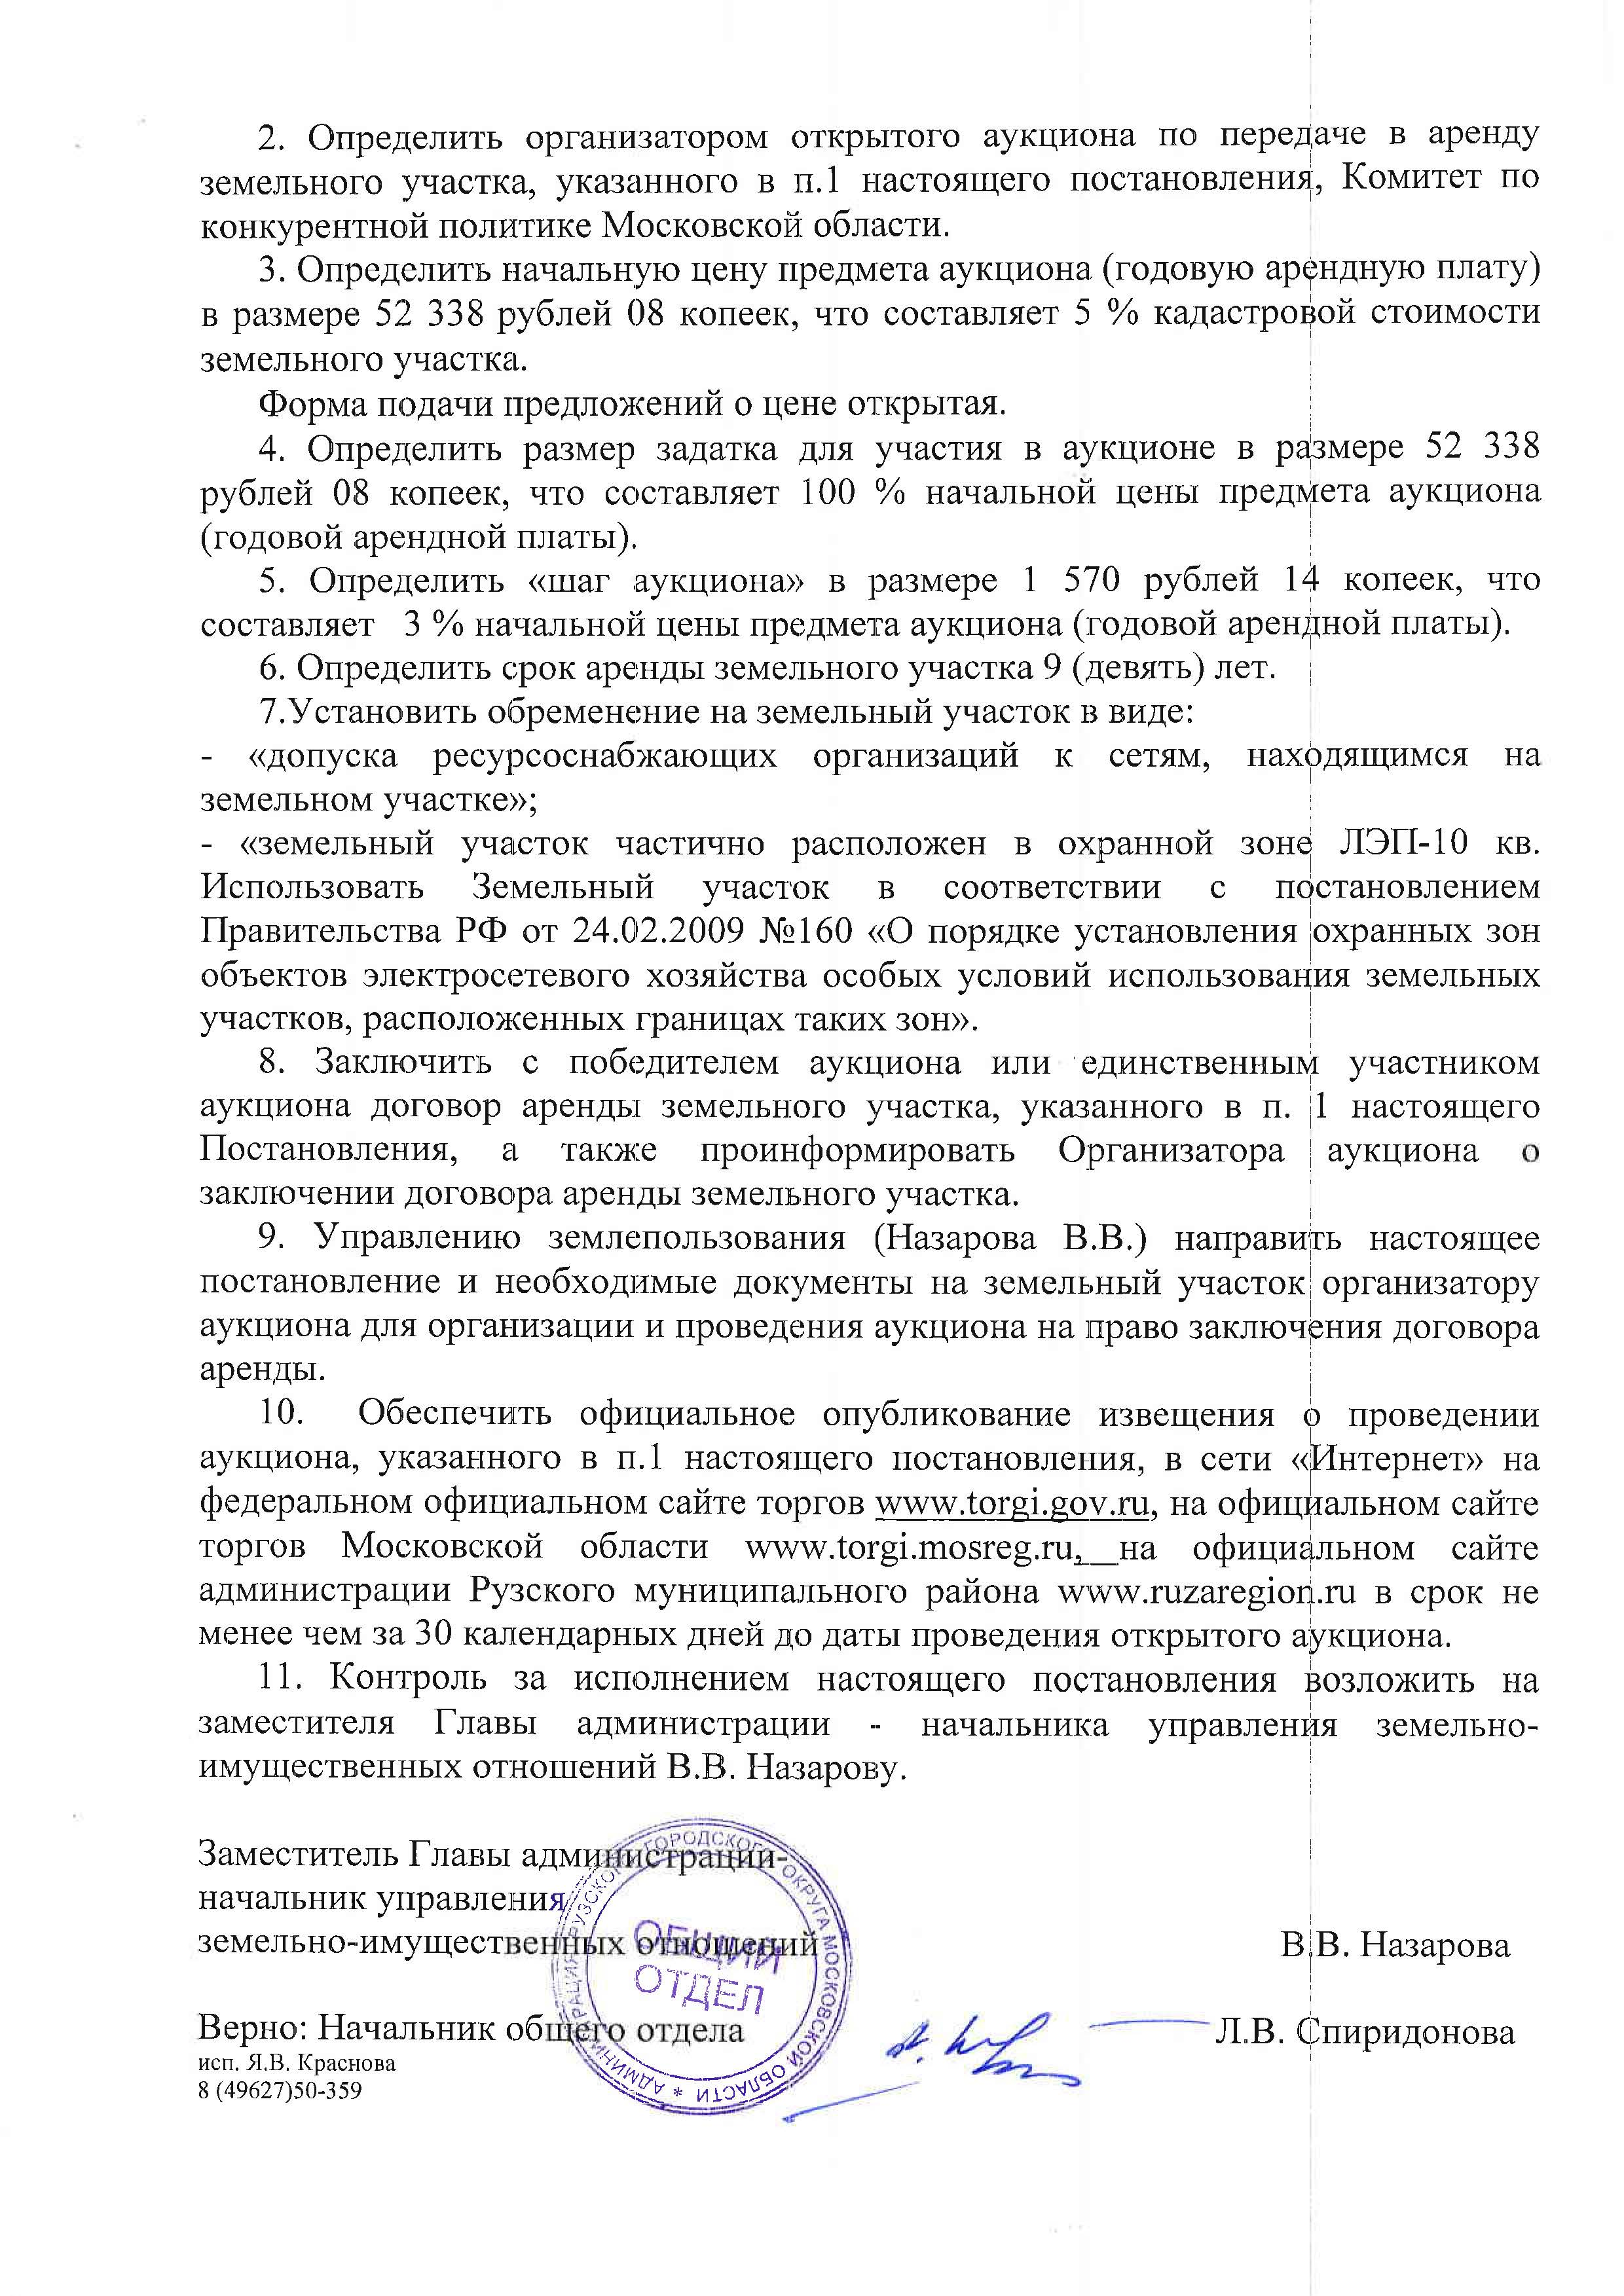 2. Определить организатором открытого аукциона по передаче в аренду
земельного участка, указанного в п.1 настоящего постановления, Комитет по
конкурентной политике Московской области.
3. Определить начальную цену предмета аукциона (годовую арендную плату)
в размере 52 338 рублей 08 копеек, что составляет 5 % кадастровой стоимости
земельного участка.
Форма подачи предложений о цене открытая.
4. Определить размер задатка для участия в аукционе в размере 52 338
рублей 08 копеек, что составляет 100 % начальной цены предмета аукциона
(годовой арендной платы).
5. Определить «шаг аукциона» в размере 1 570 рублей 14 копеек, что
составляет 3 % начальной цены предмета аукциона (годовой арендной платы).
6. Определить срок аренды земельного участка 9 (девять) лет.
7.Установить обременение на земельный участок в виде:
- «допуска ресурсоснабжающих организаций к сетям, находящимся на
земельном участке»;
- «земельный участок частично расположен в охранной зоне ЛЭП-10 кв.
Использовать Земельный участок в соответствии с постановлением
Правительства РФ от 24.02.2009 №160 «О порядке установления охранных зон
объектов электросетевого хозяйства особых условий использования земельных
участков, расположенных границах таких зон».
8. Заключить с победителем аукциона или единственным участником
аукциона договор аренды земельного участка, указанного в п. 1 настоящего
Постановления, а также проинформировать Организатора аукциона о
заключении договора аренды земельного участка.
9. Управлению землепользования (Назарова В.В.) направить настоящее
постановление и необходимые документы на земельный участок организатору
аукциона для организации и проведения аукциона на право заключения договора
аренды.
10. Обеспечить официальное опубликование извещения о проведении
аукциона, указанного в п.1 настоящего постановления, в сети «Интернет» на
федеральном официальном сайте торгов www.torgi.gov.ru, на официальном сайте
торгов Московской области www.torgi.mosreg.ru, на официальном сайте
администрации Рузского муниципального района www.ruzaregion.ru в срок не
менее чем за 30 календарных дней до даты проведения открытого аукциона.
11. Контроль за исполнением настоящего постановления возложить на
заместителя Главы администрации - начальника управления земельно-
имущественных отношений В.В. Назарову.
Заместитель Главы администрации-
начальник управления
земельно-имущественных отношений В.В. Назарова
Верно: Начальник общего отдела Л.В. Спиридонова
исп. Я.В. Краснова
8 (49627)50-359
АДМИНИСТРАЦИЯ РУЗСКОГО ГОРОДСКОГО ОКРУГА МОСКОВСКОЙ ОБЛАСТИ *
ОБЩИЙ
ОТДЕЛ